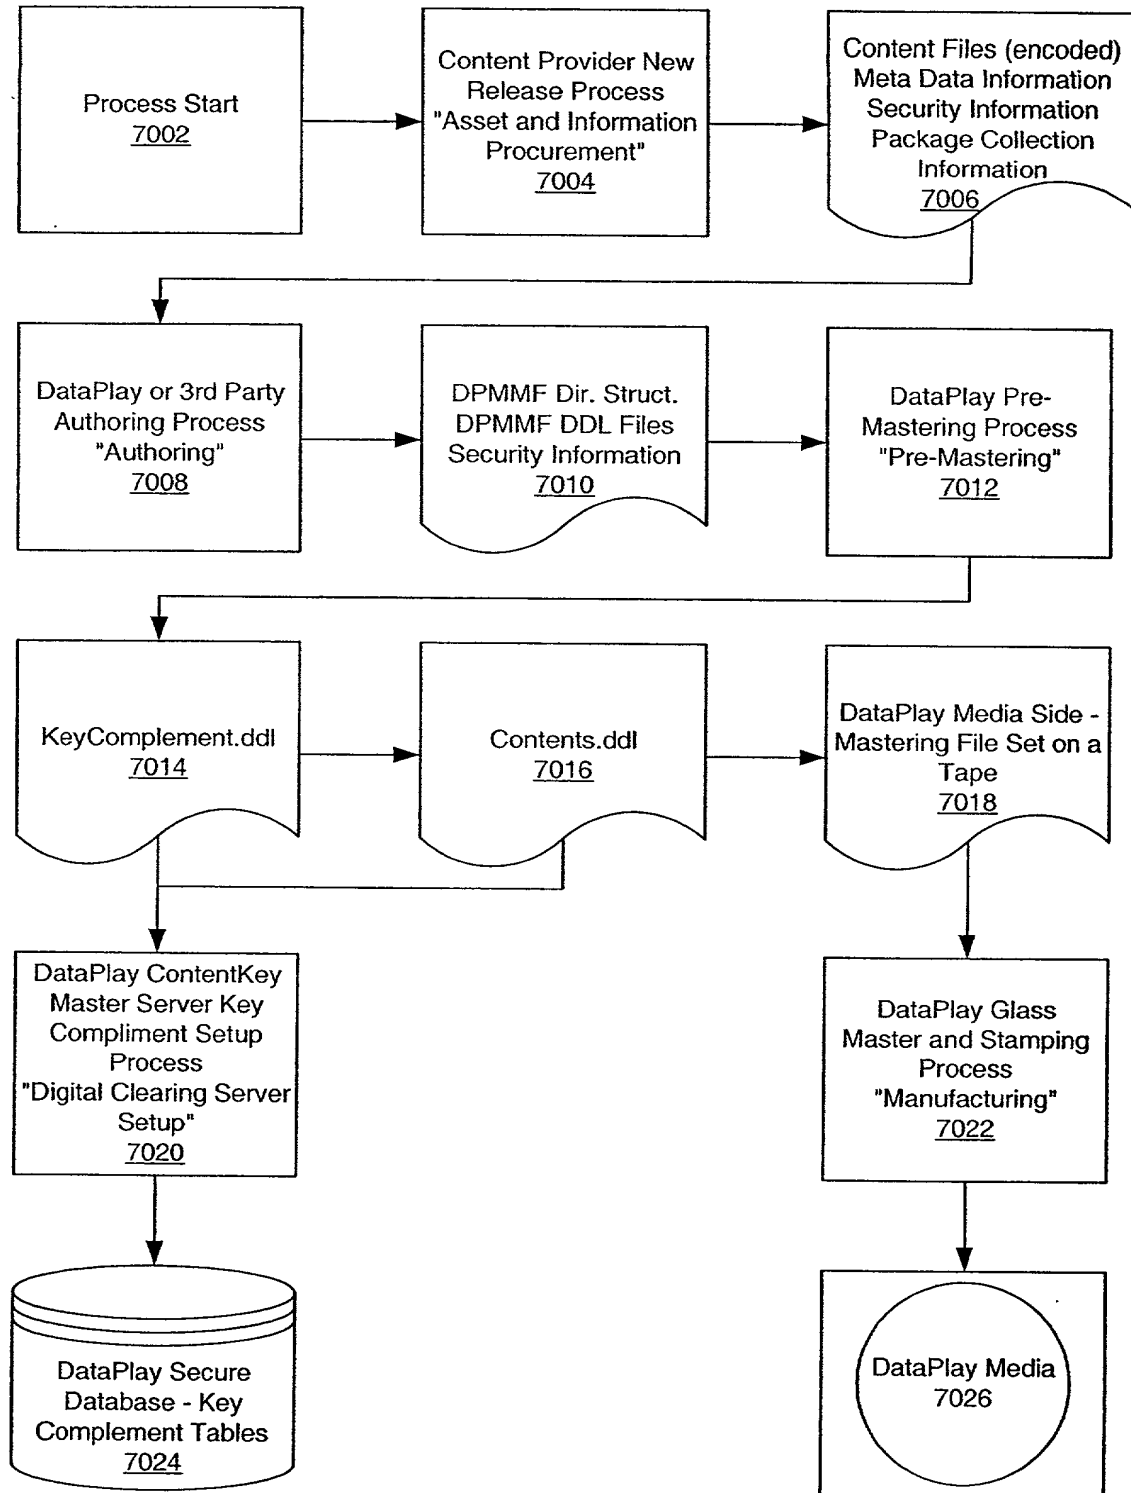 Process Start
7002
Content Provider New
Release Process
"Asset and Information
Procurement"
7004
Content Files (encoded)
Meta Data Information
Security Information
Package Collection
Information
7006
DataPlay or 3rd Party
Authoring Process
"Authoring"
7008
DPMMF Dir. Struct.
DPMMF DDL Files
Security Information
7010
DataPlay Pre-
Mastering Process
"Pre-Mastering"
7012
KeyComplement.ddl
7014
Contents.ddl
7016
DataPlay Media Side -
Mastering File Set on a
Tape
7018
DataPlay ContentKey
Master Server Key
Compliment Setup
Process
"Digital Clearing Server
Setup"
7020
DataPlay Glass
Master and Stamping
Process
"Manufacturing"
7022
DataPlay Secure
Database - Key
Complement Tables
7024
DataPlay Media
7026